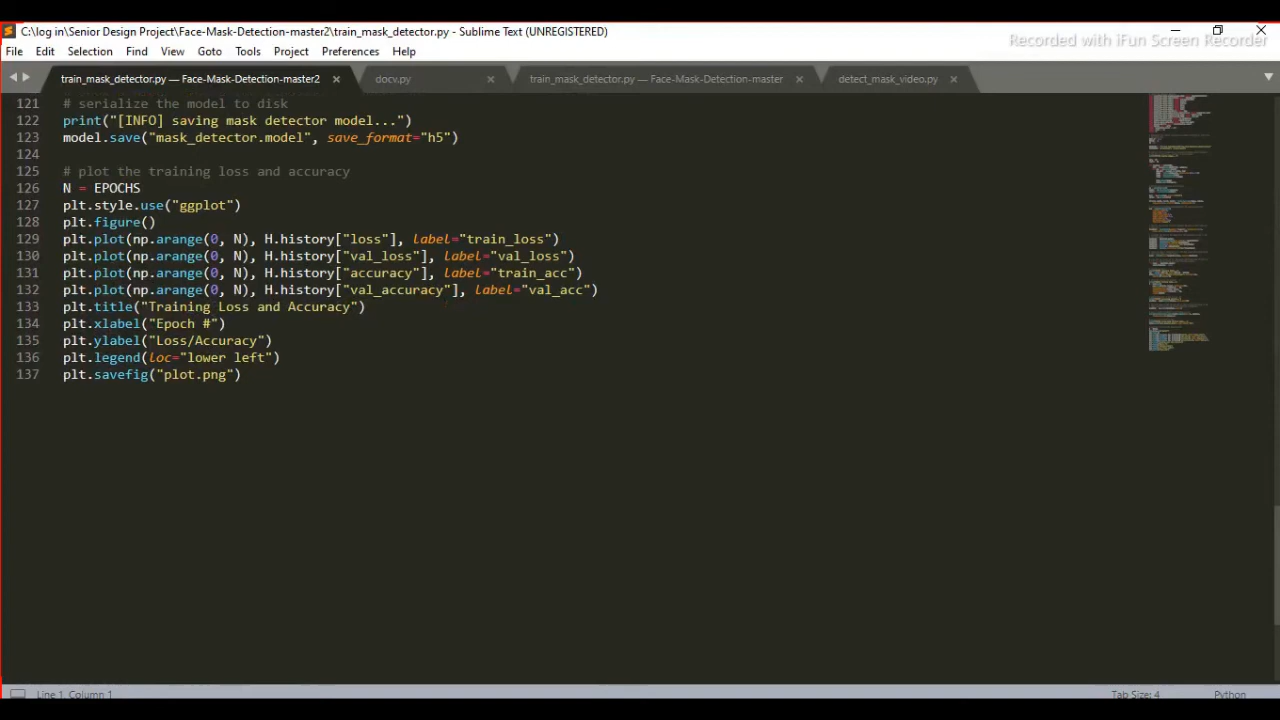 C:\log in\Senior Design Project\Face-Mask-Detection-master2\train_mask_detector.py - Sublime Text (UNREGISTERED)
Recorded with iFun Screen Recorder
File Edit Selection Find View Goto Tools Project Preferences Help
train_mask_detector.py — Face-Mask-Detection-master2 docv.py train_mask_detector.py — Face-Mask-Detection-master detect_mask_video.py
121 # serialize the model to disk
122 print("[INFO] saving mask detector model...")
123 model.save("mask_detector.model", save_format="h5")
124
125 # plot the training loss and accuracy
126 N = EPOCHS
127 plt.style.use("ggplot")
128 plt.figure()
129 plt.plot(np.arange(0, N), H.history["loss"], label="train_loss")
130 plt.plot(np.arange(0, N), H.history["val_loss"], label="val_loss")
131 plt.plot(np.arange(0, N), H.history["accuracy"], label="train_acc")
132 plt.plot(np.arange(0, N), H.history["val_accuracy"], label="val_acc")
133 plt.title("Training Loss and Accuracy")
134 plt.xlabel("Epoch #")
135 plt.ylabel("Loss/Accuracy")
136 plt.legend(loc="lower left")
137 plt.savefig("plot.png")
Line 1, Column 1 Tab Size: 4 Python